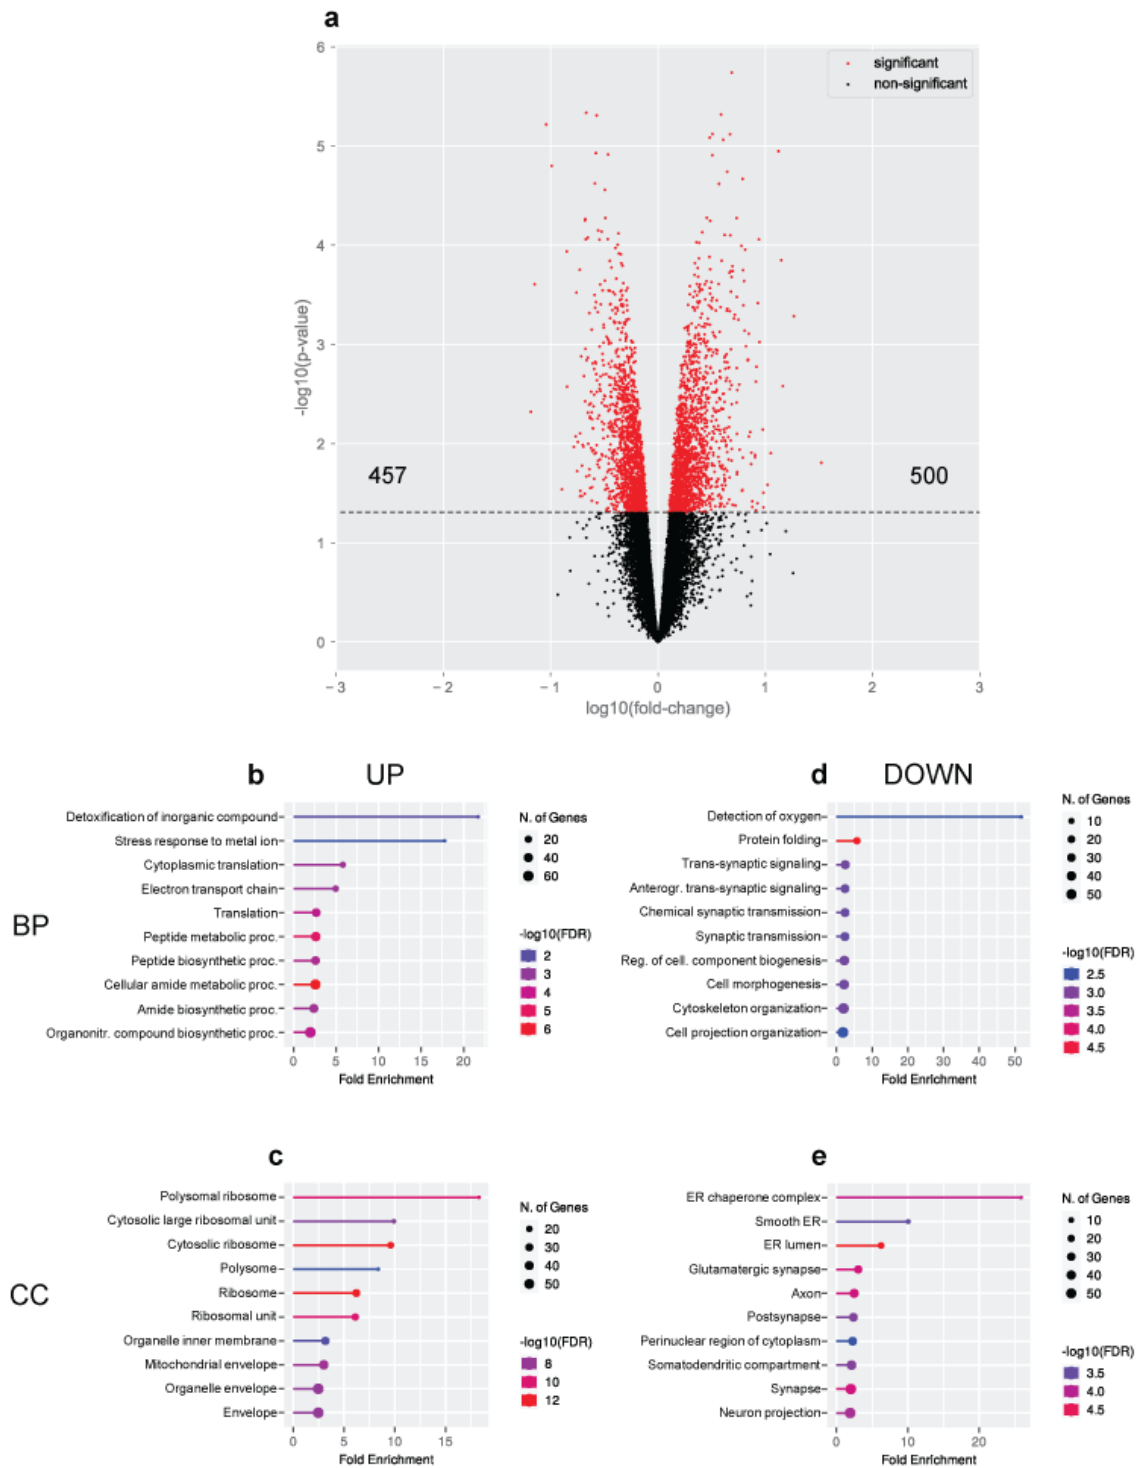 a
6
5
4
3
2
1
0
-log10(p-value)
significant
non-significant
457
500
−3
−2
−1
0
1
2
3
log10(fold-change)
b UP
BP
Detoxification of inorganic compound
Stress response to metal ion
Cytoplasmic translation
Electron transport chain
Translation
Peptide metabolic proc.
Peptide biosynthetic proc.
Cellular amide metabolic proc.
Amide biosynthetic proc.
Organonitr. compound biosynthetic proc.
0 5 10 15 20
Fold Enrichment
N. of Genes
20
40
60
-log10(FDR)
2
3
4
5
6
d DOWN
Detection of oxygen
Protein folding
Trans-synaptic signaling
Anterogr. trans-synaptic signaling
Chemical synaptic transmission
Synaptic transmission
Reg. of cell. component biogenesis
Cell morphogenesis
Cytoskeleton organization
Cell projection organization
0 10 20 30 40 50
Fold Enrichment
N. of Genes
10
20
30
40
50
-log10(FDR)
2.5
3.0
3.5
4.0
4.5
c
CC
Polysomal ribosome
Cytosolic large ribosomal unit
Cytosolic ribosome
Polysome
Ribosome
Ribosomal unit
Organelle inner membrane
Mitochondrial envelope
Organelle envelope
Envelope
0 5 10 15
Fold Enrichment
N. of Genes
20
30
40
50
-log10(FDR)
8
10
12
e
ER chaperone complex
Smooth ER
ER lumen
Glutamatergic synapse
Axon
Postsynapse
Perinuclear region of cytoplasm
Somatodendritic compartment
Synapse
Neuron projection
0 10 20
Fold Enrichment
N. of Genes
10
20
30
40
50
-log10(FDR)
3.5
4.0
4.5